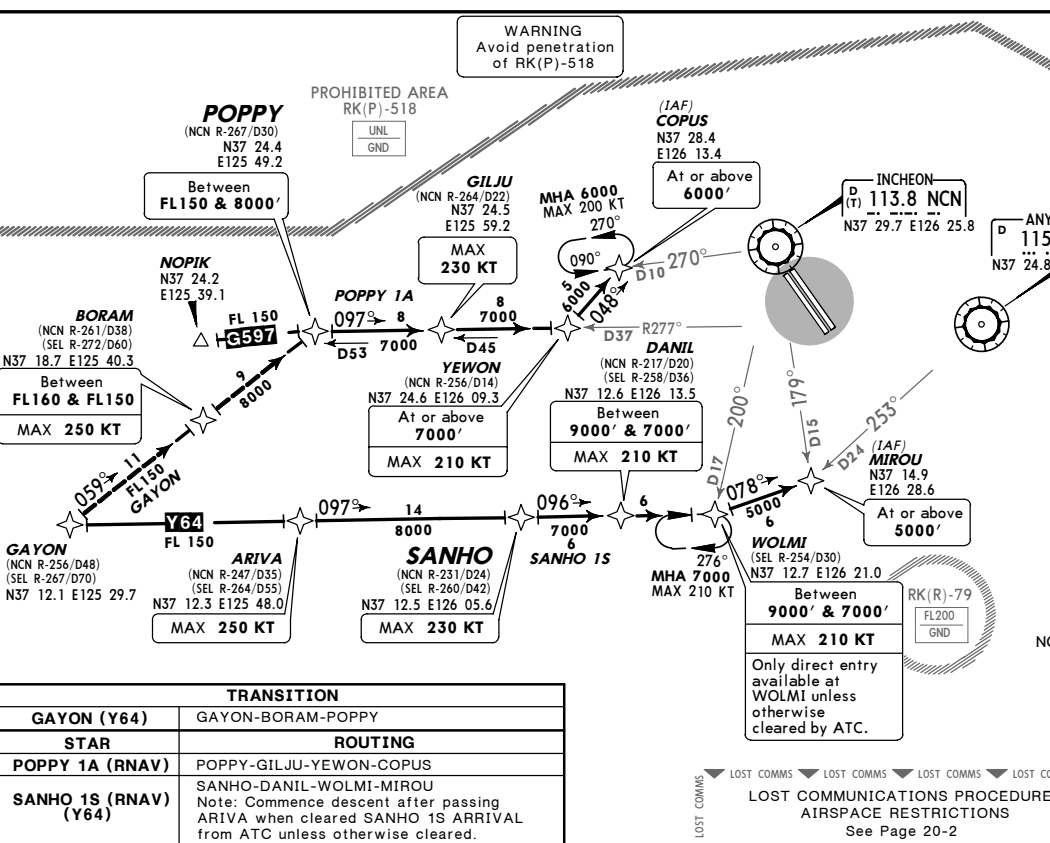 WARNING
Avoid penetration
of RK(P)-518
PROHIBITED AREA
RK(P)-518
UNL
GND
POPPY
(NCN R-267/D30)
N37 24.4
E125 49.2
Between
FL150 & 8000'
GILJU
(NCN R-264/D22)
N37 24.5
E125 59.2
MAX
230 KT
(IAF)
COPUS
N37 28.4
E126 13.4
At or above
6000'
MHA 6000
MAX 200 KT
270°
090°
INCHEON
D
(T) 113.8 NCN
N37 29.7 E126 25.8
ANY
D 115
N37 24.8
NOPIK
N37 24.2
E125 39.1
FL 150
G597
POPPY 1A
097°
8
7000
D53
8
7000
D45
5
6000
048°
D10 270°
D37 R277°
BORAM
(NCN R-261/D38)
(SEL R-272/D60)
N37 18.7 E125 40.3
Between
FL160 & FL150
MAX 250 KT
9
8000
YEWON
(NCN R-256/D14)
N37 24.6 E126 09.3
At or above
7000'
MAX 210 KT
DANIL
(NCN R-217/D20)
(SEL R-258/D36)
N37 12.6 E126 13.5
Between
9000' & 7000'
MAX 210 KT
200°
D17
179°
D15
253°
D24
(IAF)
MIROU
N37 14.9
E126 28.6
At or above
5000'
059°
11
FL150
GAYON
GAYON
(NCN R-256/D48)
(SEL R-267/D70)
N37 12.1 E125 29.7
Y64
FL 150
ARIVA
(NCN R-247/D35)
(SEL R-264/D55)
N37 12.3 E125 48.0
MAX 250 KT
097°
14
8000
SANHO
(NCN R-231/D24)
(SEL R-260/D42)
N37 12.5 E126 05.6
MAX 230 KT
096°
7000
6
SANHO 1S
6
276°
MHA 7000
MAX 210 KT
078°
5000
6
WOLMI
(SEL R-254/D30)
N37 12.7 E126 21.0
Between
9000' & 7000'
MAX 210 KT
Only direct entry
available at
WOLMI unless
otherwise
cleared by ATC.
RK(R)-79
FL200
GND
NO
TRANSITION
GAYON (Y64) GAYON-BORAM-POPPY
STAR ROUTING
POPPY 1A (RNAV) POPPY-GILJU-YEWON-COPUS
SANHO 1S (RNAV)
(Y64)
SANHO-DANIL-WOLMI-MIROU
Note: Commence descent after passing
ARIVA when cleared SANHO 1S ARRIVAL
from ATC unless otherwise cleared.
LOST COMMS LOST COMMS LOST COMMS LOST CO
LOST COMMS
LOST COMMUNICATIONS PROCEDURE
AIRSPACE RESTRICTIONS
See Page 20-2